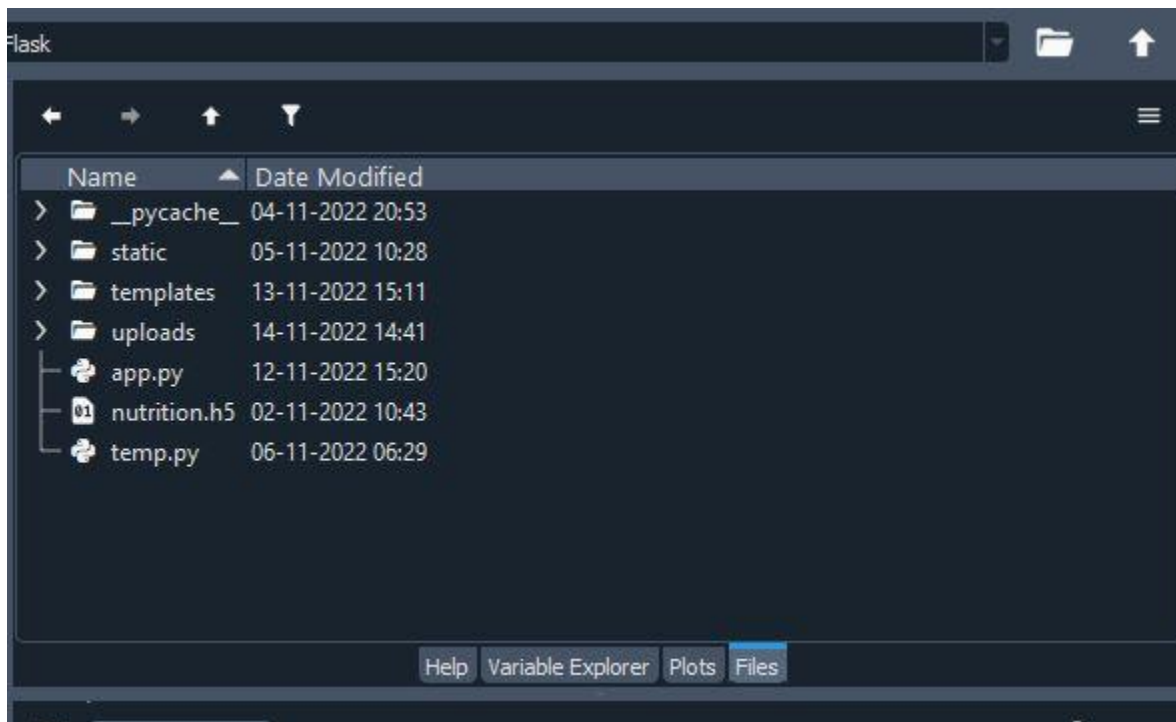 Flask
Name Date Modified
__pycache__ 04-11-2022 20:53
static 05-11-2022 10:28
templates 13-11-2022 15:11
uploads 14-11-2022 14:41
app.py 12-11-2022 15:20
01 nutrition.h5 02-11-2022 10:43
temp.py 06-11-2022 06:29
Help Variable Explorer Plots Files